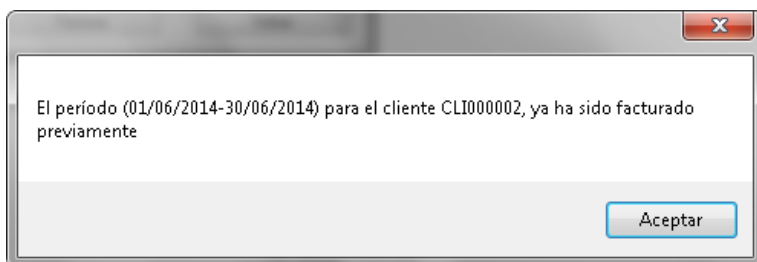 El período (01/06/2014-30/06/2014) para el cliente CLI000002, ya ha sido facturado
previamente
Aceptar